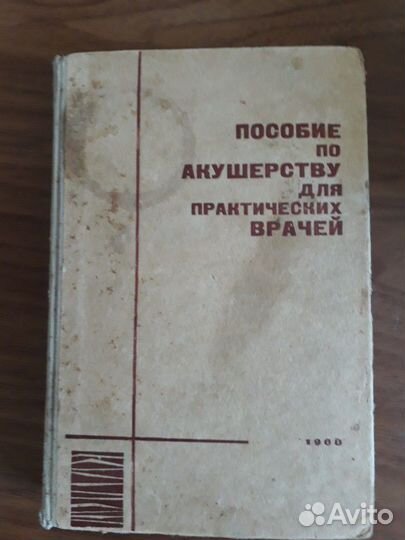 ПОСОБИЕ
ПО
АКУШЕРСТВУ
ДЛЯ
ПРАКТИЧЕСКИХ
ВРАЧЕЙ
Avito